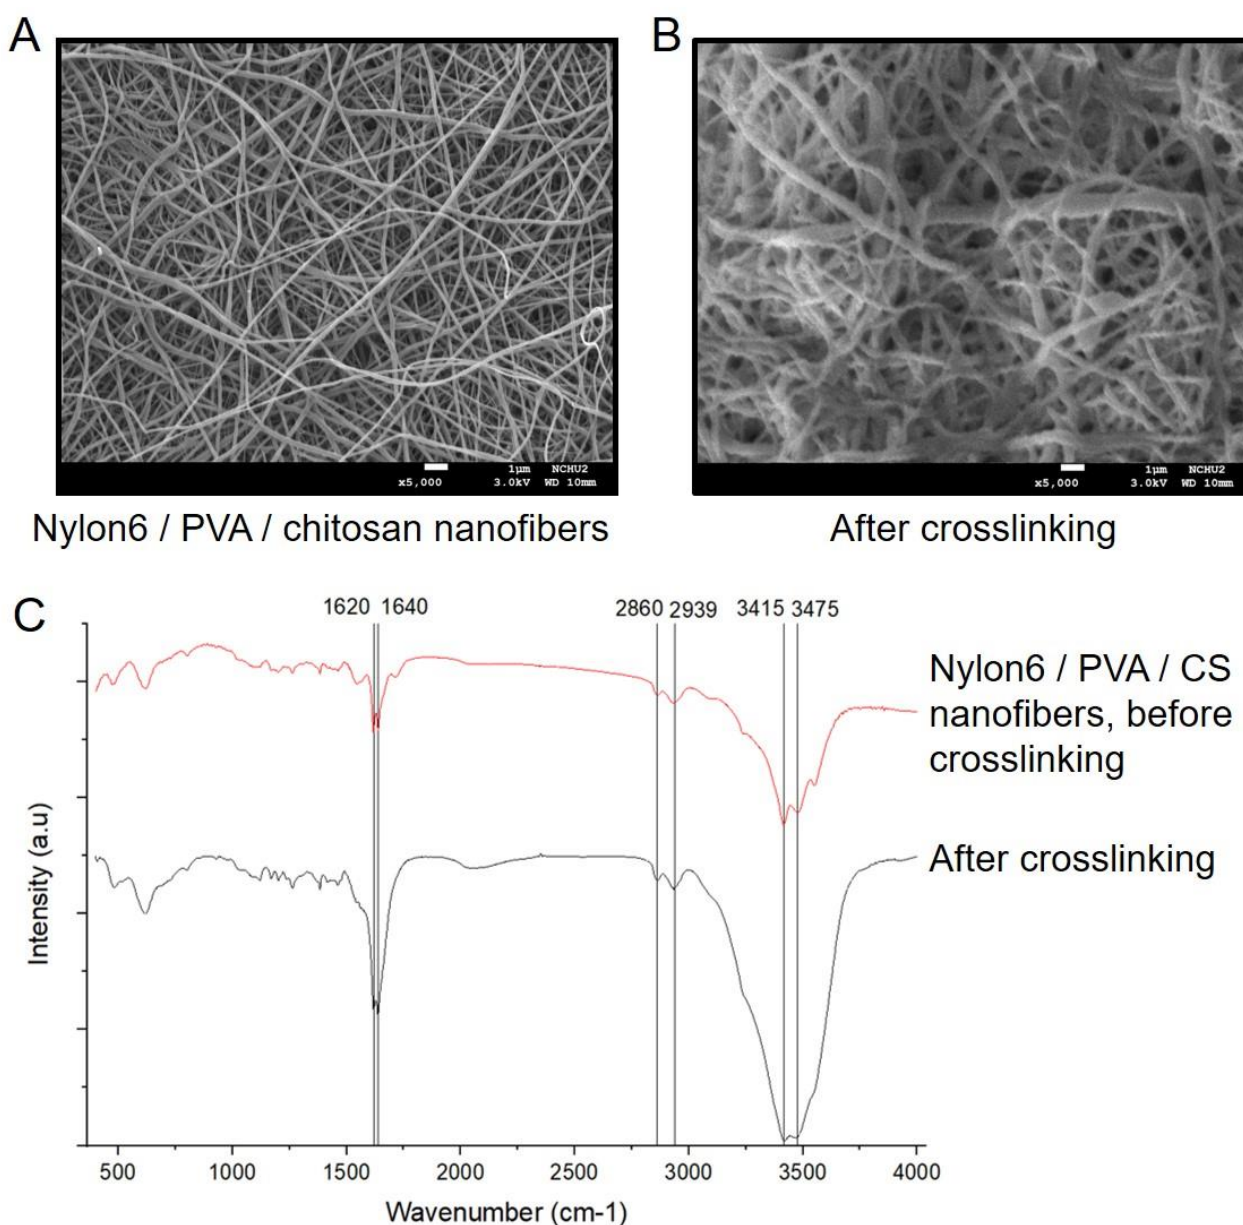 A
B
1μm NCHU2
x5,000 3.0kV WD 10mm
1μm NCHU2
x5,000 3.0kV WD 10mm
Nylon6 / PVA / chitosan nanofibers
After crosslinking
C
1620 1640 2860 2939 3415 3475
Nylon6 / PVA / CS
nanofibers, before
crosslinking
After crosslinking
Intensity (a.u)
500 1000 1500 2000 2500 3000 3500 4000
Wavenumber (cm-1)